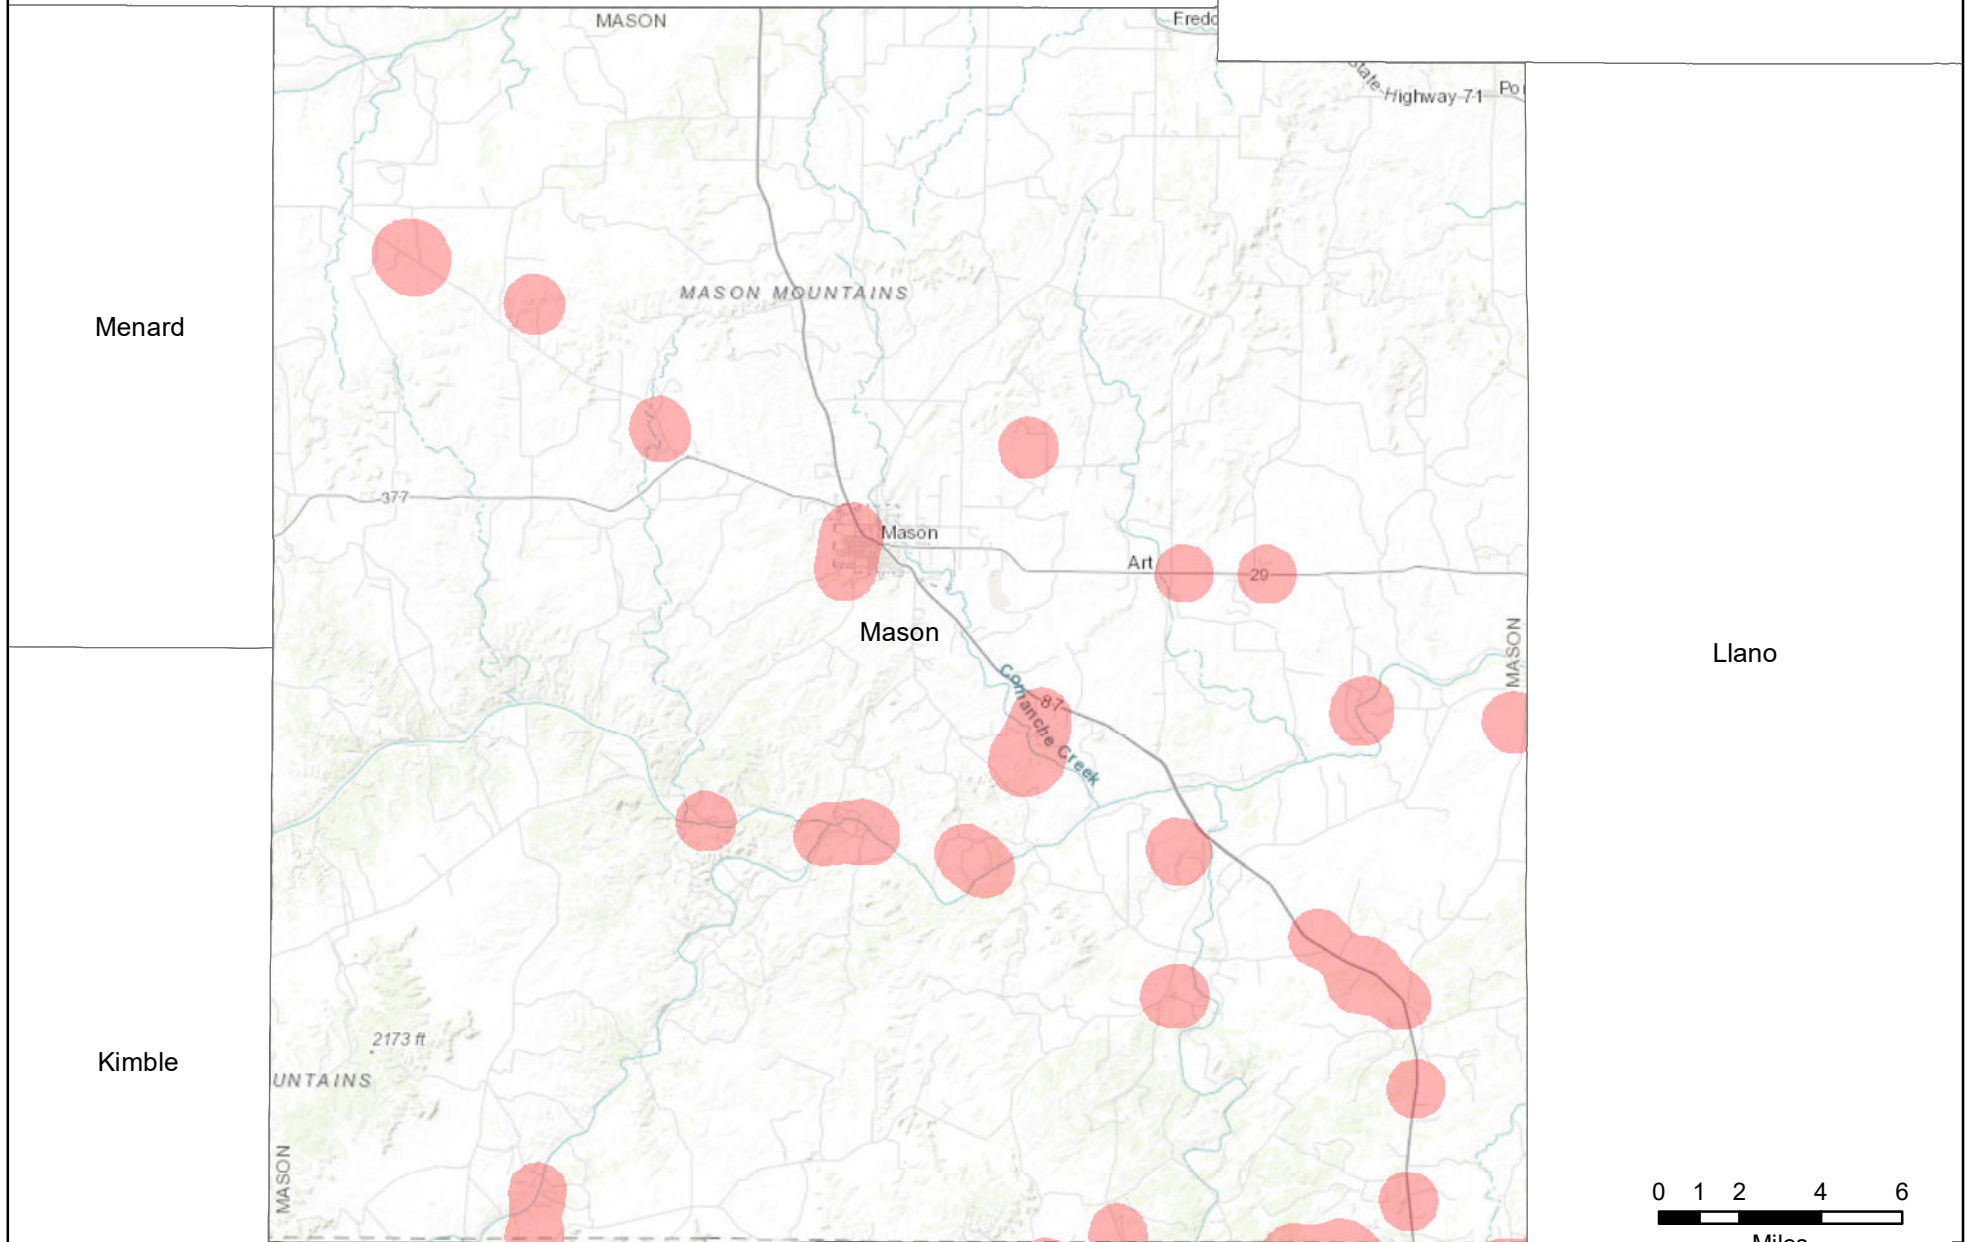 MASON
Fredo
State-Highway-71
Po
MASON MOUNTAINS
Menard
377
Mason
Art
29
Mason
MASON
Llano
Comanche Creek
87
2173 ft
Kimble
UNTAINS
MASON
0 1 2 4 6
Miles